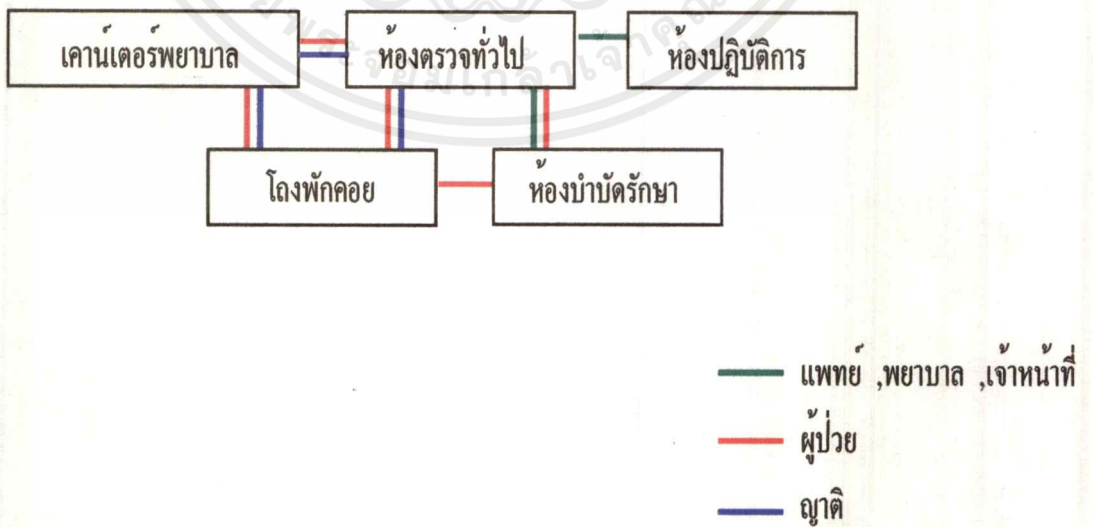 เคาน์เตอร์พยาบาล
ห้องตรวจทั่วไป
ห้องปฏิบัติการ
โถงพักคอย
ห้องบำบัดรักษา
แพทย์ ,พยาบาล ,เจ้าหน้าที่
ผู้ป่วย
ญาติ